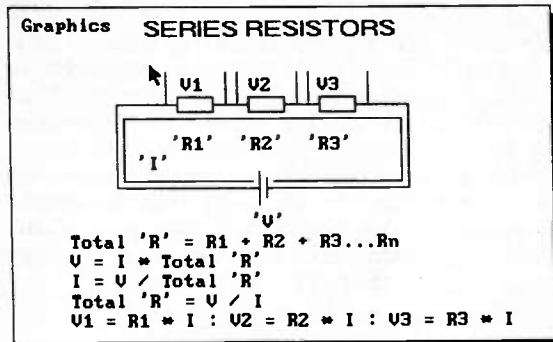 Graphics SERIES RESISTORS
V1 V2 V3
'R1' 'R2' 'R3'
'I'
'V'
Total 'R' = R1 + R2 + R3...Rn
V = I * Total 'R'
I = V / Total 'R'
Total 'R' = V / I
V1 = R1 * I : V2 = R2 * I : V3 = R3 * I